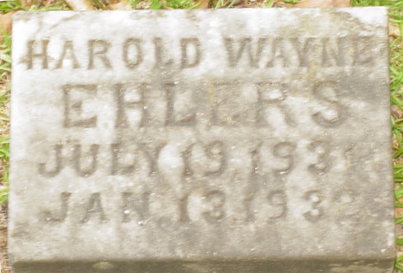 HAROLD WAYNE
EHLERS
JULY 19, 1931
JAN. 13, 1932